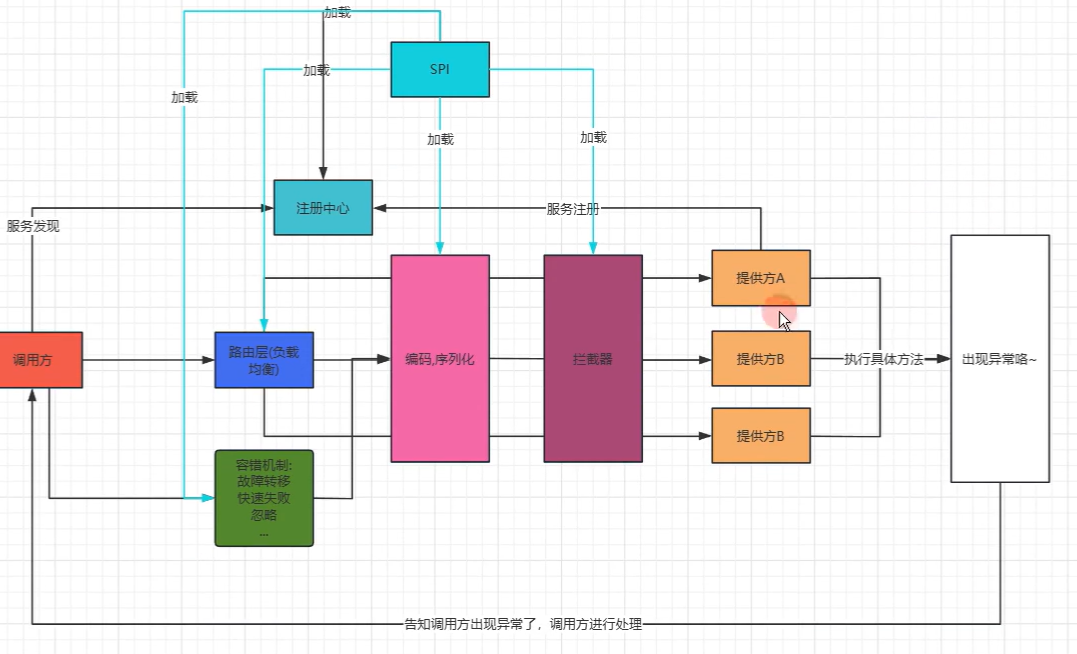 加载
SPI
加载
加载
加载
加载
注册中心
服务注册
服务发现
提供方A
调用方
路由层(负载
均衡)
编码,序列化
拦截器
提供方B
执行具体方法
出现异常咯~
提供方B
容错机制:
故障转移
快速失败
忽略
...
告知调用方出现异常了，调用方进行处理